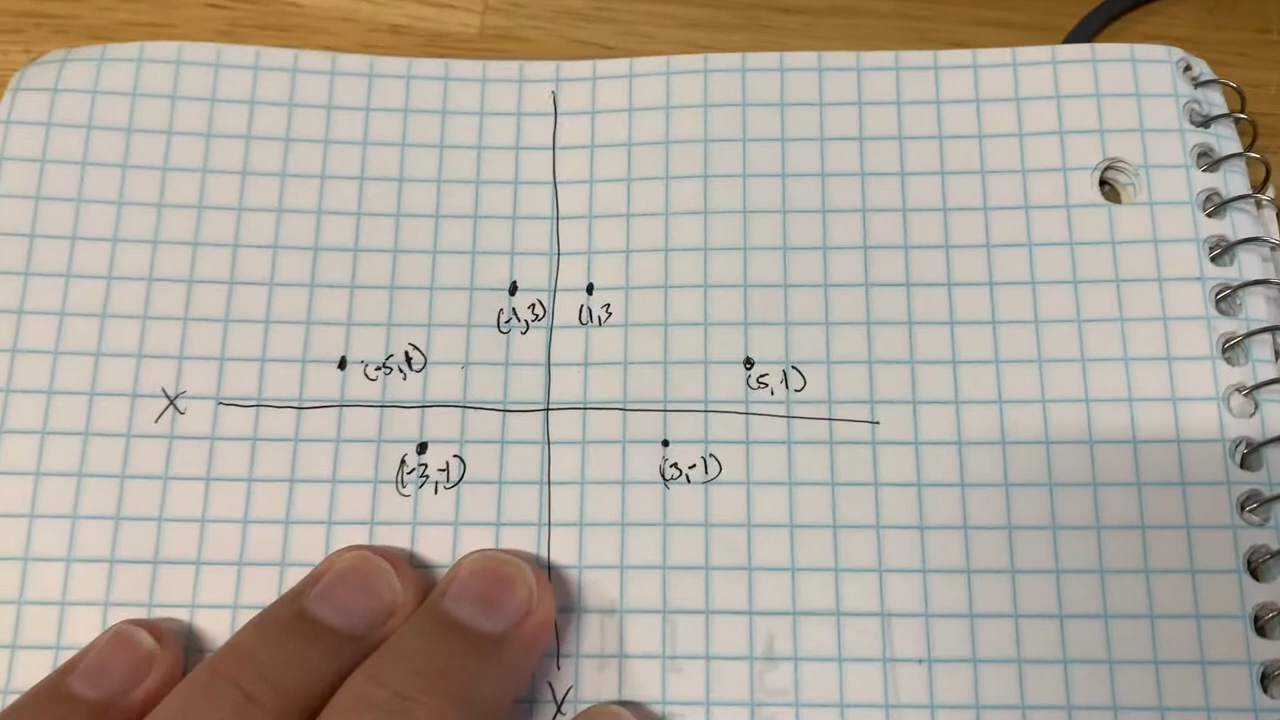 (-1,3) (1,3
(-5,1)
(5,1)
X
(-3,-1) (3,-1)